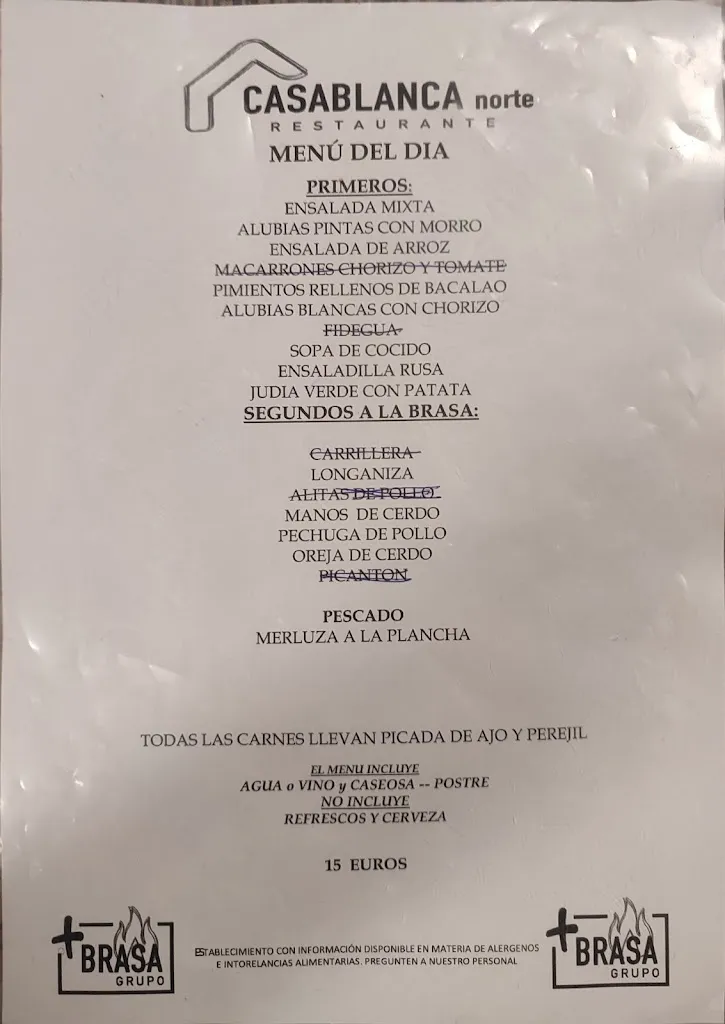 CASABLANCA norte
RESTAURANTE
MENÚ DEL DIA
PRIMEROS:
ENSALADA MIXTA
ALUBIAS PINTAS CON MORRO
ENSALADA DE ARROZ
MACARRONES CHORIZO Y TOMATE
PIMIENTOS RELLENOS DE BACALAO
ALUBIAS BLANCAS CON CHORIZO
FIDEGUA
SOPA DE COCIDO
ENSALADILLA RUSA
JUDIA VERDE CON PATATA
SEGUNDOS A LA BRASA:
CARRILLERA
LONGANIZA
ALITAS DE POLLO
MANOS DE CERDO
PECHUGA DE POLLO
OREJA DE CERDO
PICANTON
PESCADO
MERLUZA A LA PLANCHA
TODAS LAS CARNES LLEVAN PICADA DE AJO Y PEREJIL
EL MENU INCLUYE
AGUA o VINO y CASEOSA -- POSTRE
NO INCLUYE
REFRESCOS Y CERVEZA
15 EUROS
+BRASA
GRUPO
ESTABLECIMIENTO CON INFORMACIÓN DISPONIBLE EN MATERIA DE ALERGENOS
E INTORELANCIAS ALIMENTARIAS. PREGUNTEN A NUESTRO PERSONAL
+BRASA
GRUPO